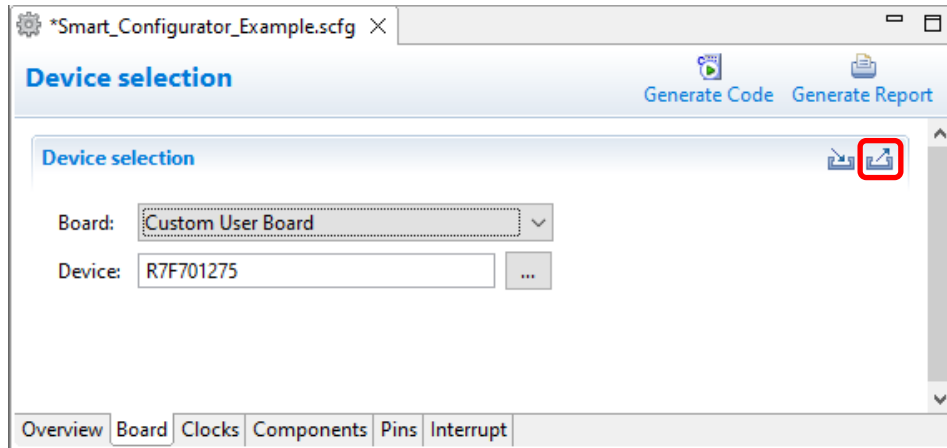 *Smart_Configurator_Example.scfg
Device selection
Generate Code Generate Report
Device selection
Board: Custom User Board
Device: R7F701275 ...
Overview Board Clocks Components Pins Interrupt